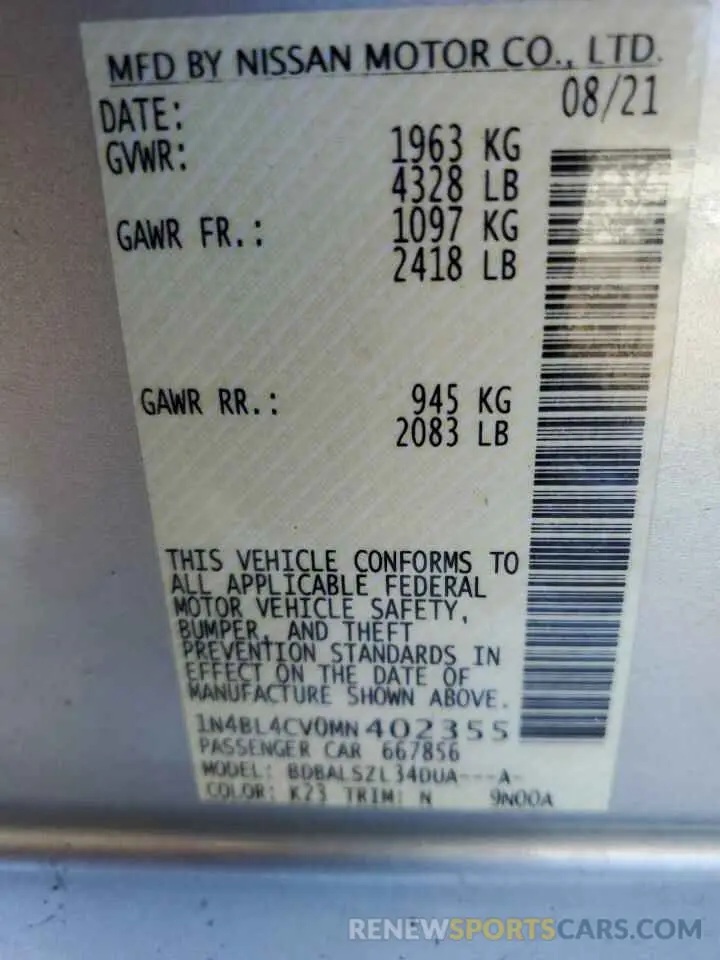 MFD BY NISSAN MOTOR CO., LTD.
DATE: 08/21
GVWR: 1963 KG
4328 LB
GAWR FR.: 1097 KG
2418 LB
GAWR RR.: 945 KG
2083 LB
THIS VEHICLE CONFORMS TO
ALL APPLICABLE FEDERAL
MOTOR VEHICLE SAFETY,
BUMPER, AND THEFT
PREVENTION STANDARDS IN
EFFECT ON THE DATE OF
MANUFACTURE SHOWN ABOVE.
1N4BL4CV0MN402355
PASSENGER CAR 667856
MODEL: BDBALSZL34DUA---A-
COLOR: K23 TRIM: N 9N00A
RENEWSPORTSCARS.COM